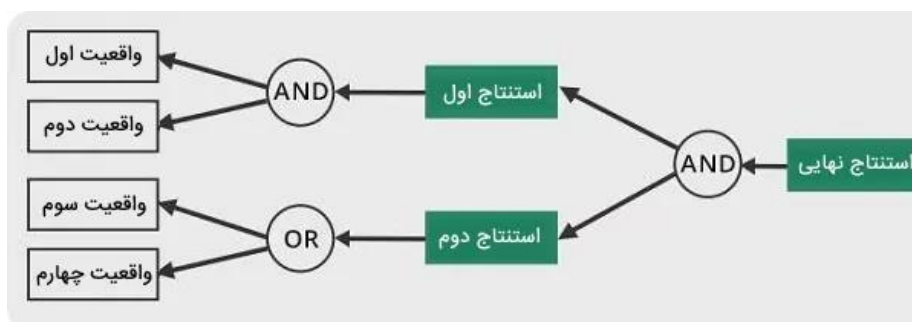 واقعیت اول
واقعیت دوم
AND
استنتاج اول
AND
استنتاج نهایی
واقعیت سوم
واقعیت چهارم
OR
استنتاج دوم